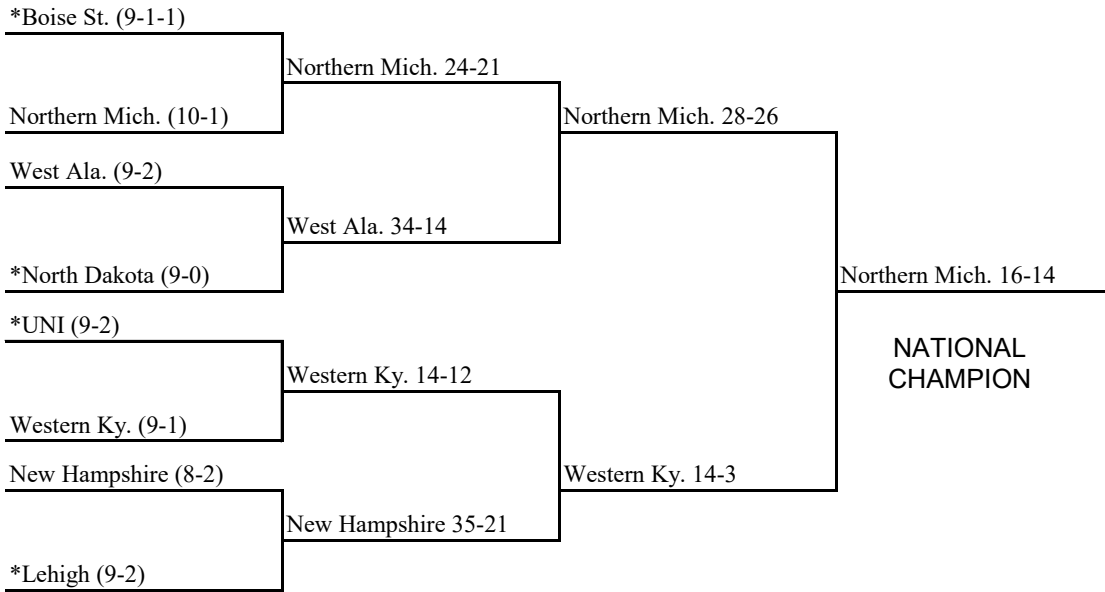 *Boise St. (9-1-1)
Northern Mich. 24-21
Northern Mich. (10-1)
Northern Mich. 28-26
West Ala. (9-2)
West Ala. 34-14
*North Dakota (9-0)
Northern Mich. 16-14
*UNI (9-2)
NATIONAL
CHAMPION
Western Ky. 14-12
Western Ky. (9-1)
New Hampshire (8-2)
Western Ky. 14-3
New Hampshire 35-21
*Lehigh (9-2)